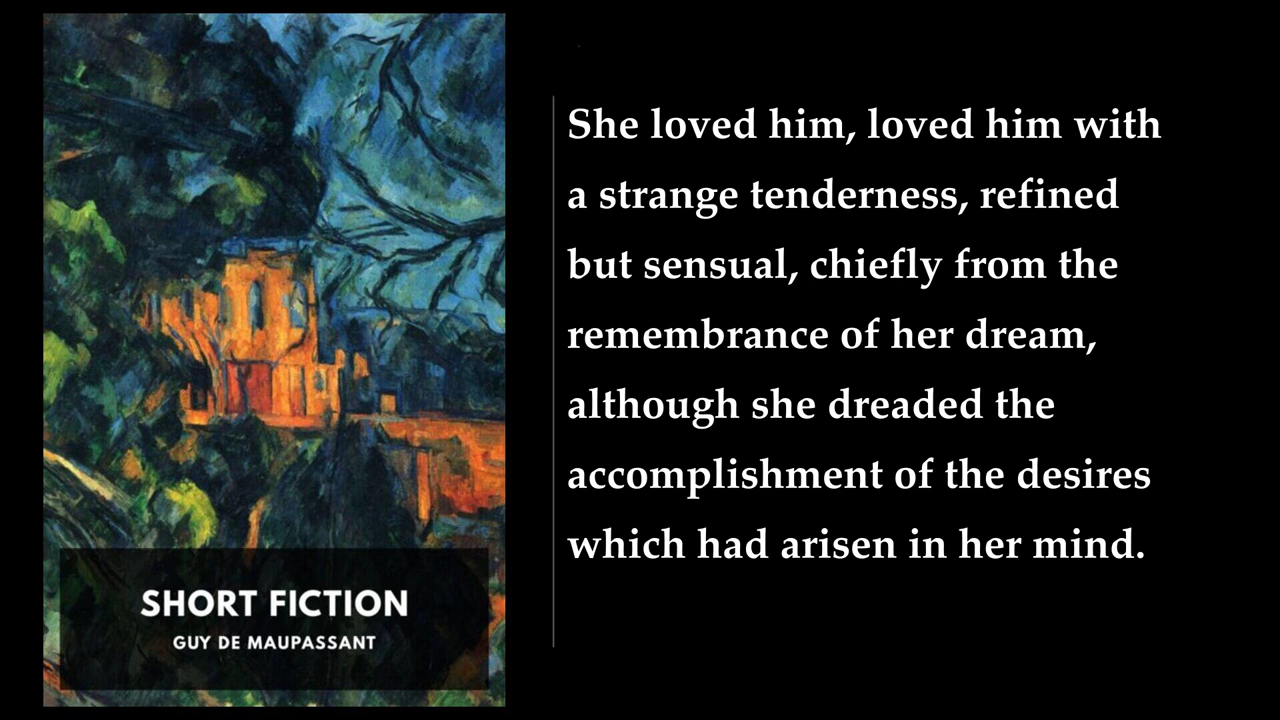 SHORT FICTION
GUY DE MAUPASSANT
She loved him, loved him with
a strange tenderness, refined
but sensual, chiefly from the
remembrance of her dream,
although she dreaded the
accomplishment of the desires
which had arisen in her mind.